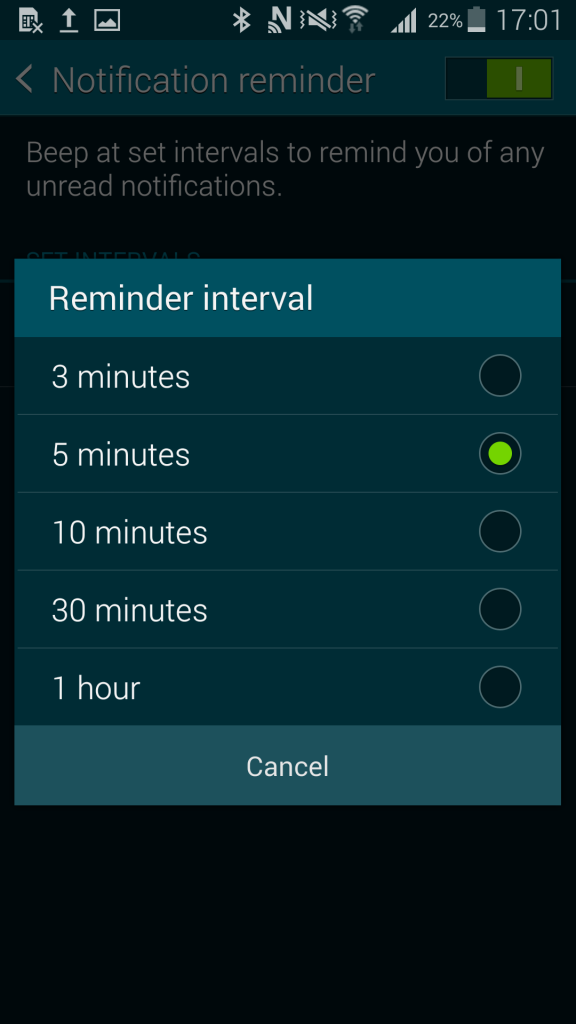 22% 17:01
Notification reminder
Beep at set intervals to remind you of any
unread notifications.
SET INTERVALS
Reminder interval
3 minutes
5 minutes
10 minutes
30 minutes
1 hour
Cancel